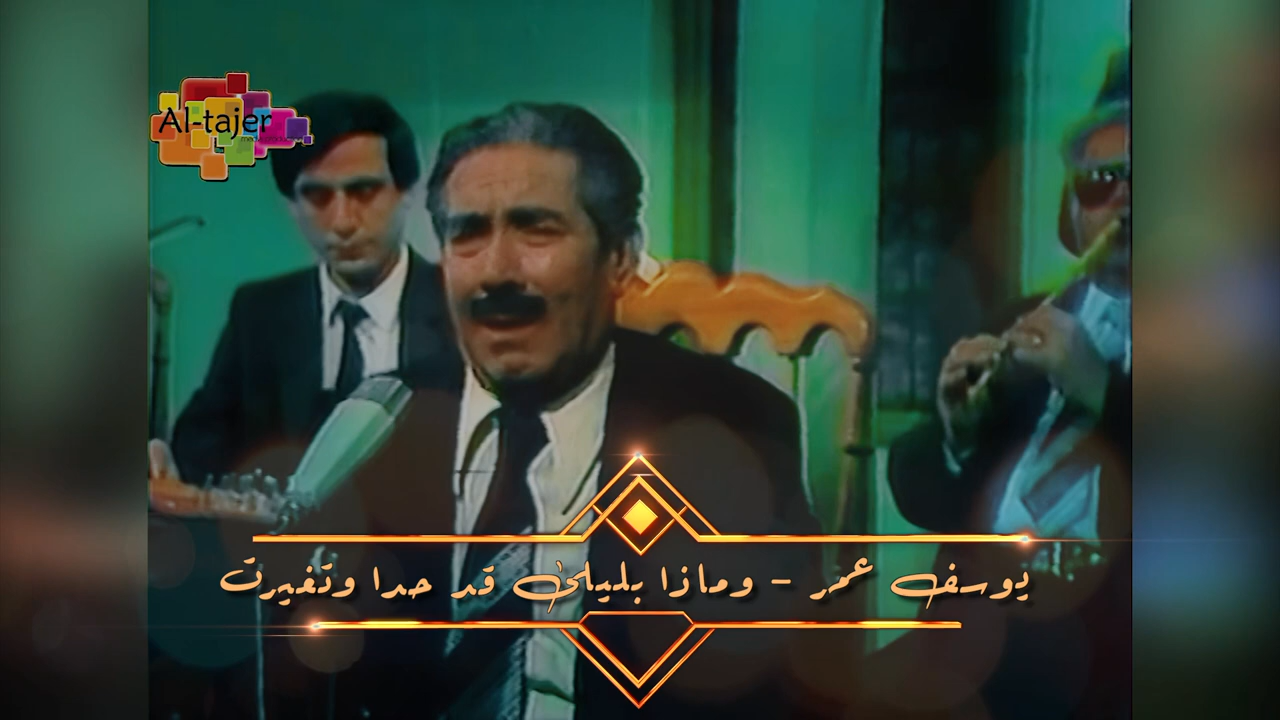 Al-tajer
يوسف عمر - وماذا بليلى قد حدا وتغيرت